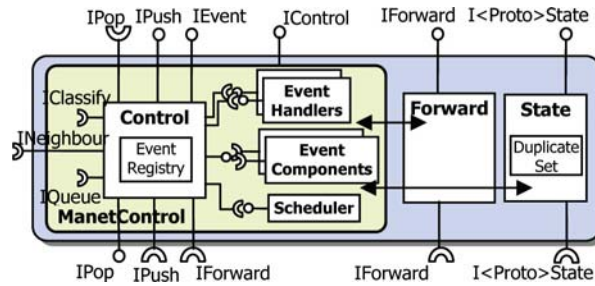 IPop
IPush
IEvent
IControl
IForward
I<Proto>State
IClassify
INeighbour
IQueue
Control
Event
Registry
ManetControl
Event
Handlers
Event
Components
Scheduler
Forward
State
Duplicate
Set
IPop
IPush
IForward
IForward
I<Proto>State